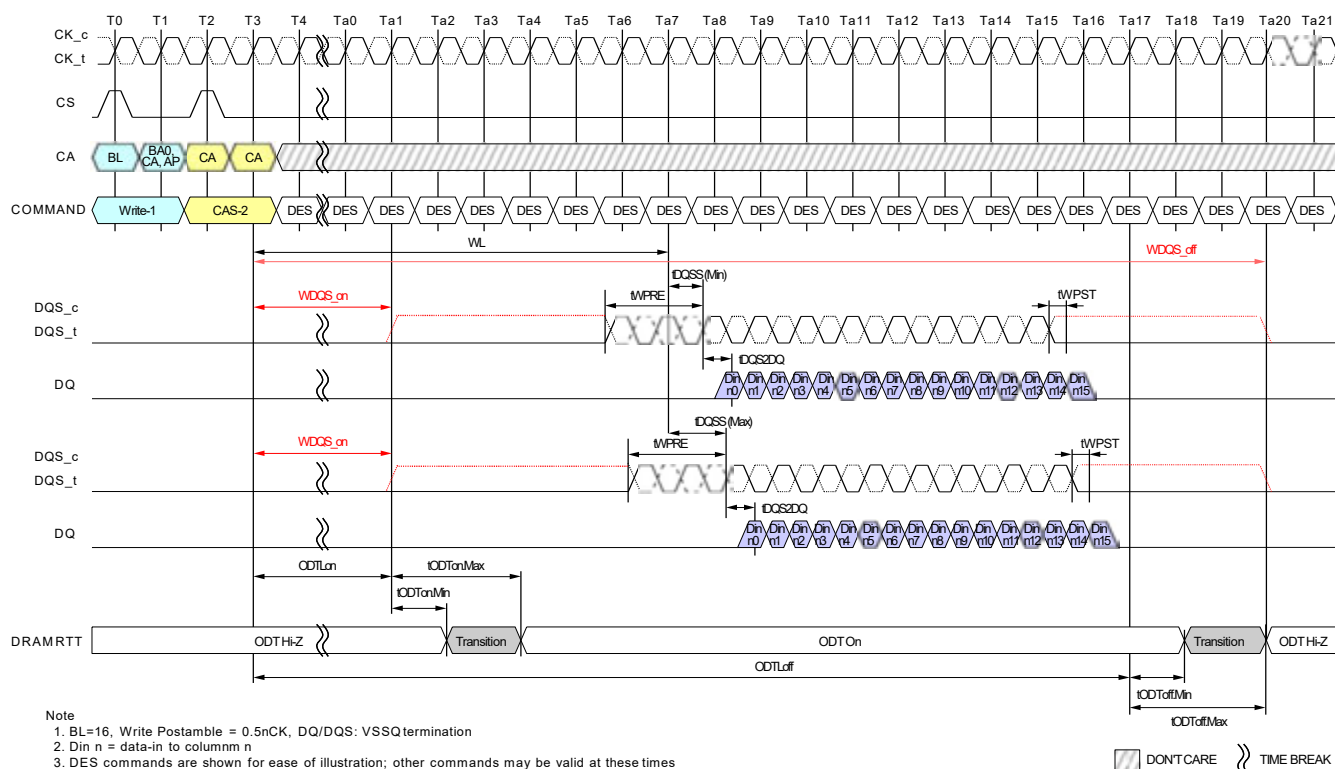 T0 T1 T2 T3 T4 Ta0 Ta1 Ta2 Ta3 Ta4 Ta5 Ta6 Ta7 Ta8 Ta9 Ta10 Ta11 Ta12 Ta13 Ta14 Ta15 Ta16 Ta17 Ta18 Ta19 Ta20 Ta21
CK_c
CK_t
CS
CA BL BA0, CA, AP CA CA
COMMAND Write-1 CAS-2 DES DES DES DES DES DES DES DES DES DES DES DES DES DES DES DES DES DES DES DES DES DES DES
WL
WDQS_off
tDQSS (Min)
WDQS_on tWPRE tWPST
DQS_c
DQS_t
tDQS2DQ
DQ Din n0 Din n1 Din n2 Din n3 Din n4 Din n5 Din n6 Din n7 Din n8 Din n9 Din n10 Din n11 Din n12 Din n13 Din n14 Din n15
tDQSS (Max)
WDQS_on tWPRE tWPST
DQS_c
DQS_t
tDQS2DQ
DQ Din n0 Din n1 Din n2 Din n3 Din n4 Din n5 Din n6 Din n7 Din n8 Din n9 Din n10 Din n11 Din n12 Din n13 Din n14 Din n15
ODTLon tODTon.Max
tODTon.Min
DRAM RTT ODT Hi-Z Transition ODT On Transition ODT Hi-Z
ODTLoff
tODToff.Min
tODToff.Max
Note
1. BL=16, Write Postamble = 0.5nCK, DQ/DQS: VSSQ termination
2. Din n = data-in to columnm n
3. DES commands are shown for ease of illustration; other commands may be valid at these times
DON'T CARE TIME BREAK